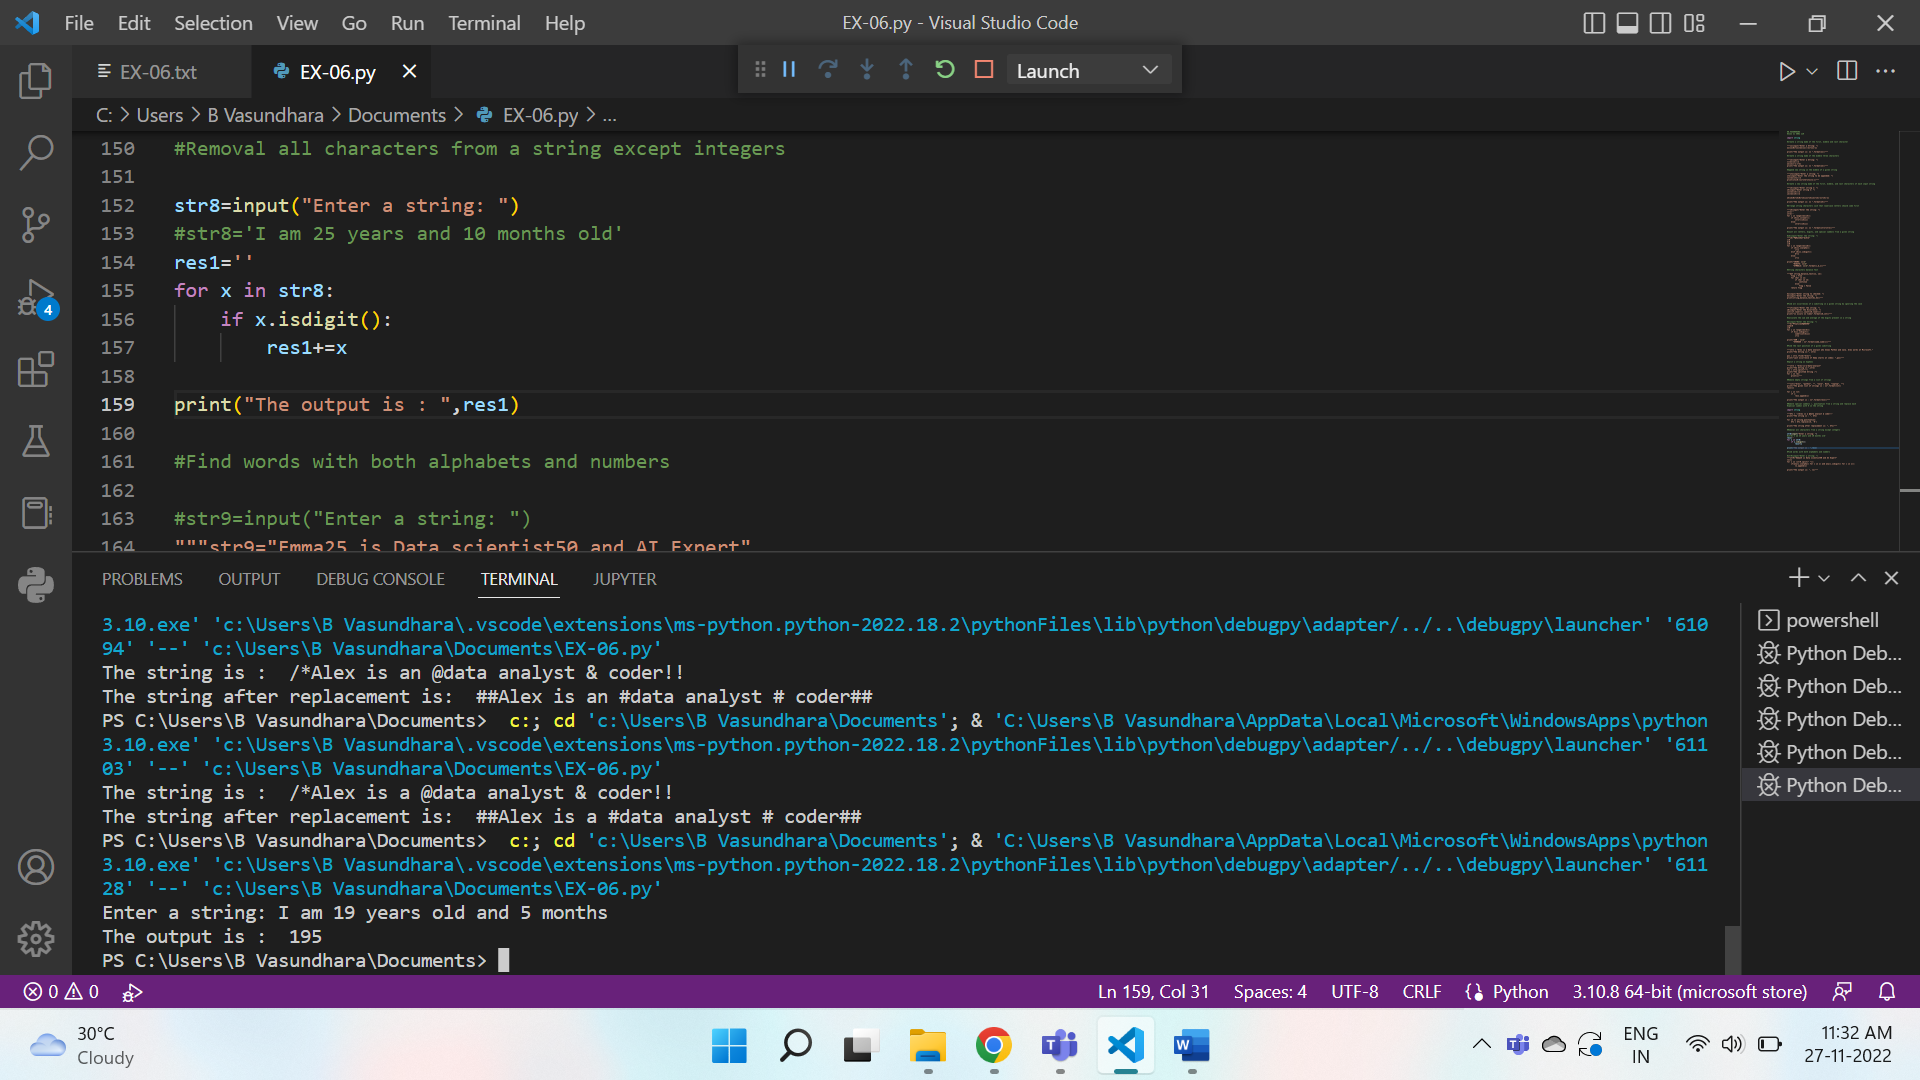 File Edit Selection View Go Run Terminal Help
EX-06.py - Visual Studio Code
EX-06.txt
EX-06.py
Launch
C: > Users > B Vasundhara > Documents > EX-06.py > ...
150 #Removal all characters from a string except integers
151
152 str8=input("Enter a string: ")
153 #str8='I am 25 years and 10 months old'
154 res1=''
155 for x in str8:
156 if x.isdigit():
157 res1+=x
158
159 print("The output is : ",res1)
160
161 #Find words with both alphabets and numbers
162
163 #str9=input("Enter a string: ")
164 """str9="Emma25 is Data scientist50 and AI Expert"
4
PROBLEMS OUTPUT DEBUG CONSOLE TERMINAL JUPYTER
3.10.exe' 'c:\Users\B Vasundhara\.vscode\extensions\ms-python.python-2022.18.2\pythonFiles\lib\python\debugpy\adapter/../..\debugpy\launcher' '610
94' '--' 'c:\Users\B Vasundhara\Documents\EX-06.py'
The string is :  /*Alex is an @data analyst & coder!!
The string after replacement is:  ##Alex is an #data analyst # coder##
PS C:\Users\B Vasundhara\Documents>  c:; cd 'c:\Users\B Vasundhara\Documents'; & 'C:\Users\B Vasundhara\AppData\Local\Microsoft\WindowsApps\python
3.10.exe' 'c:\Users\B Vasundhara\.vscode\extensions\ms-python.python-2022.18.2\pythonFiles\lib\python\debugpy\adapter/../..\debugpy\launcher' '611
03' '--' 'c:\Users\B Vasundhara\Documents\EX-06.py'
The string is :  /*Alex is a @data analyst & coder!!
The string after replacement is:  ##Alex is a #data analyst # coder##
PS C:\Users\B Vasundhara\Documents>  c:; cd 'c:\Users\B Vasundhara\Documents'; & 'C:\Users\B Vasundhara\AppData\Local\Microsoft\WindowsApps\python
3.10.exe' 'c:\Users\B Vasundhara\.vscode\extensions\ms-python.python-2022.18.2\pythonFiles\lib\python\debugpy\adapter/../..\debugpy\launcher' '611
28' '--' 'c:\Users\B Vasundhara\Documents\EX-06.py'
Enter a string: I am 19 years old and 5 months
The output is :  195
PS C:\Users\B Vasundhara\Documents>
powershell
Python Deb...
Python Deb...
Python Deb...
Python Deb...
Python Deb...
0 0
Ln 159, Col 31 Spaces: 4 UTF-8 CRLF Python 3.10.8 64-bit (microsoft store)
30°C
Cloudy
ENG
IN
11:32 AM
27-11-2022